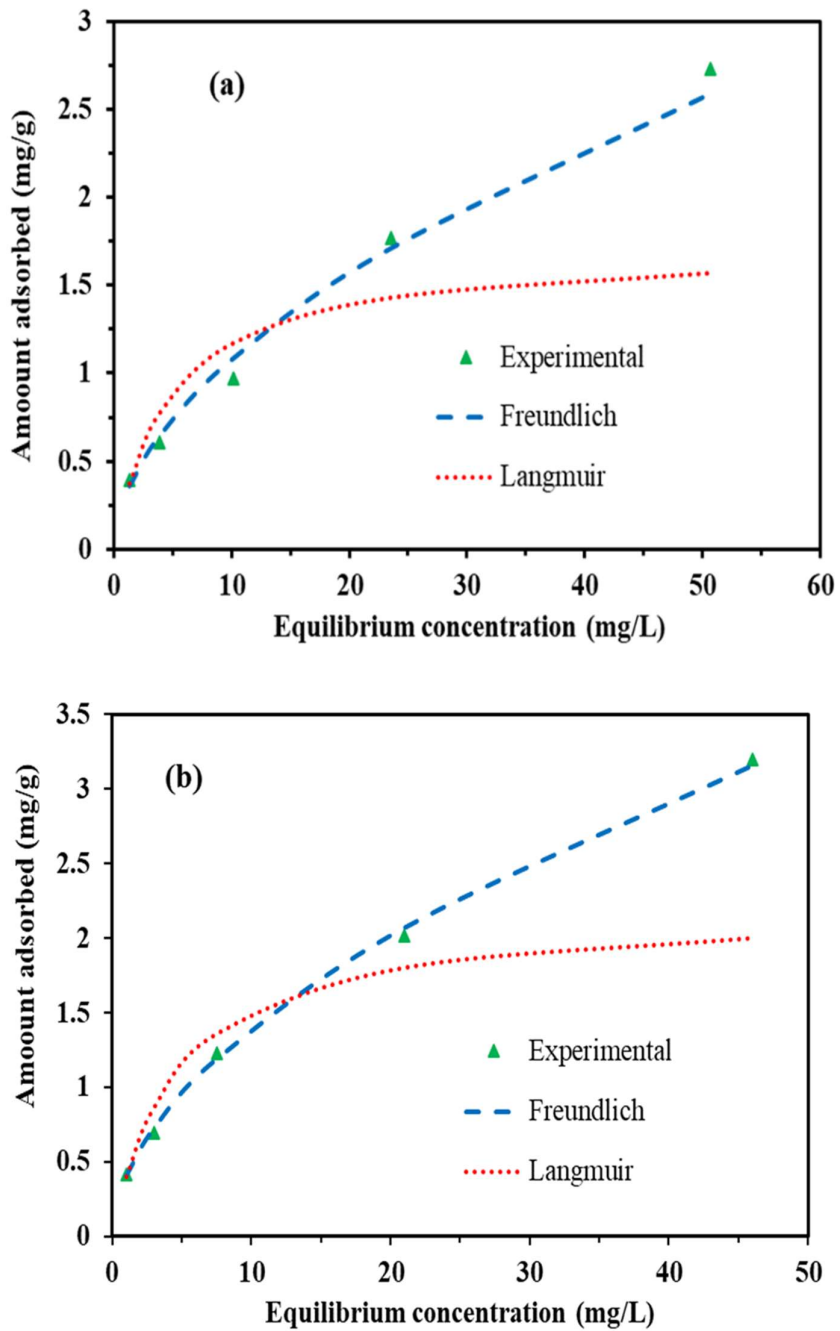 (a)
Amoount adsorbed (mg/g)
3
2.5
2
1.5
1
0.5
0
Experimental
Freundlich
Langmuir
0 10 20 30 40 50 60
Equilibrium concentration (mg/L)
(b)
Amoount adsorbed (mg/g)
3.5
3
2.5
2
1.5
1
0.5
0
Experimental
Freundlich
Langmuir
0 10 20 30 40 50
Equilibrium concentration (mg/L)